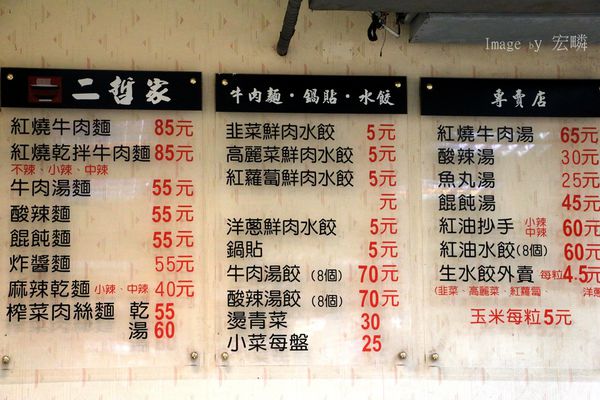 Image by 宏疄
二哲家
紅燒牛肉麵 85元
紅燒乾拌牛肉麵 85元
不辣、小辣、中辣
牛肉湯麵 55元
酸辣麵 55元
餛飩麵 55元
炸醬麵 55元
麻辣乾麵 小辣、中辣 40元
榨菜肉絲麵 乾 55
湯 60
牛肉麵・鍋貼・水餃
韭菜鮮肉水餃 5元
高麗菜鮮肉水餃 5元
紅蘿蔔鮮肉水餃 5元
元
洋蔥鮮肉水餃 5元
鍋貼 5元
牛肉湯餃 (8個) 70元
酸辣湯餃 (8個) 70元
燙青菜 30
小菜每盤 25
專賣店
紅燒牛肉湯 65元
酸辣湯 30元
魚丸湯 25元
餛飩湯 45元
紅油抄手 小辣 中辣 60元
紅油水餃(8個) 60元
生水餃外賣 每粒4.5元
(韭菜、高麗菜、紅蘿蔔、 洋蔥
玉米每粒5元